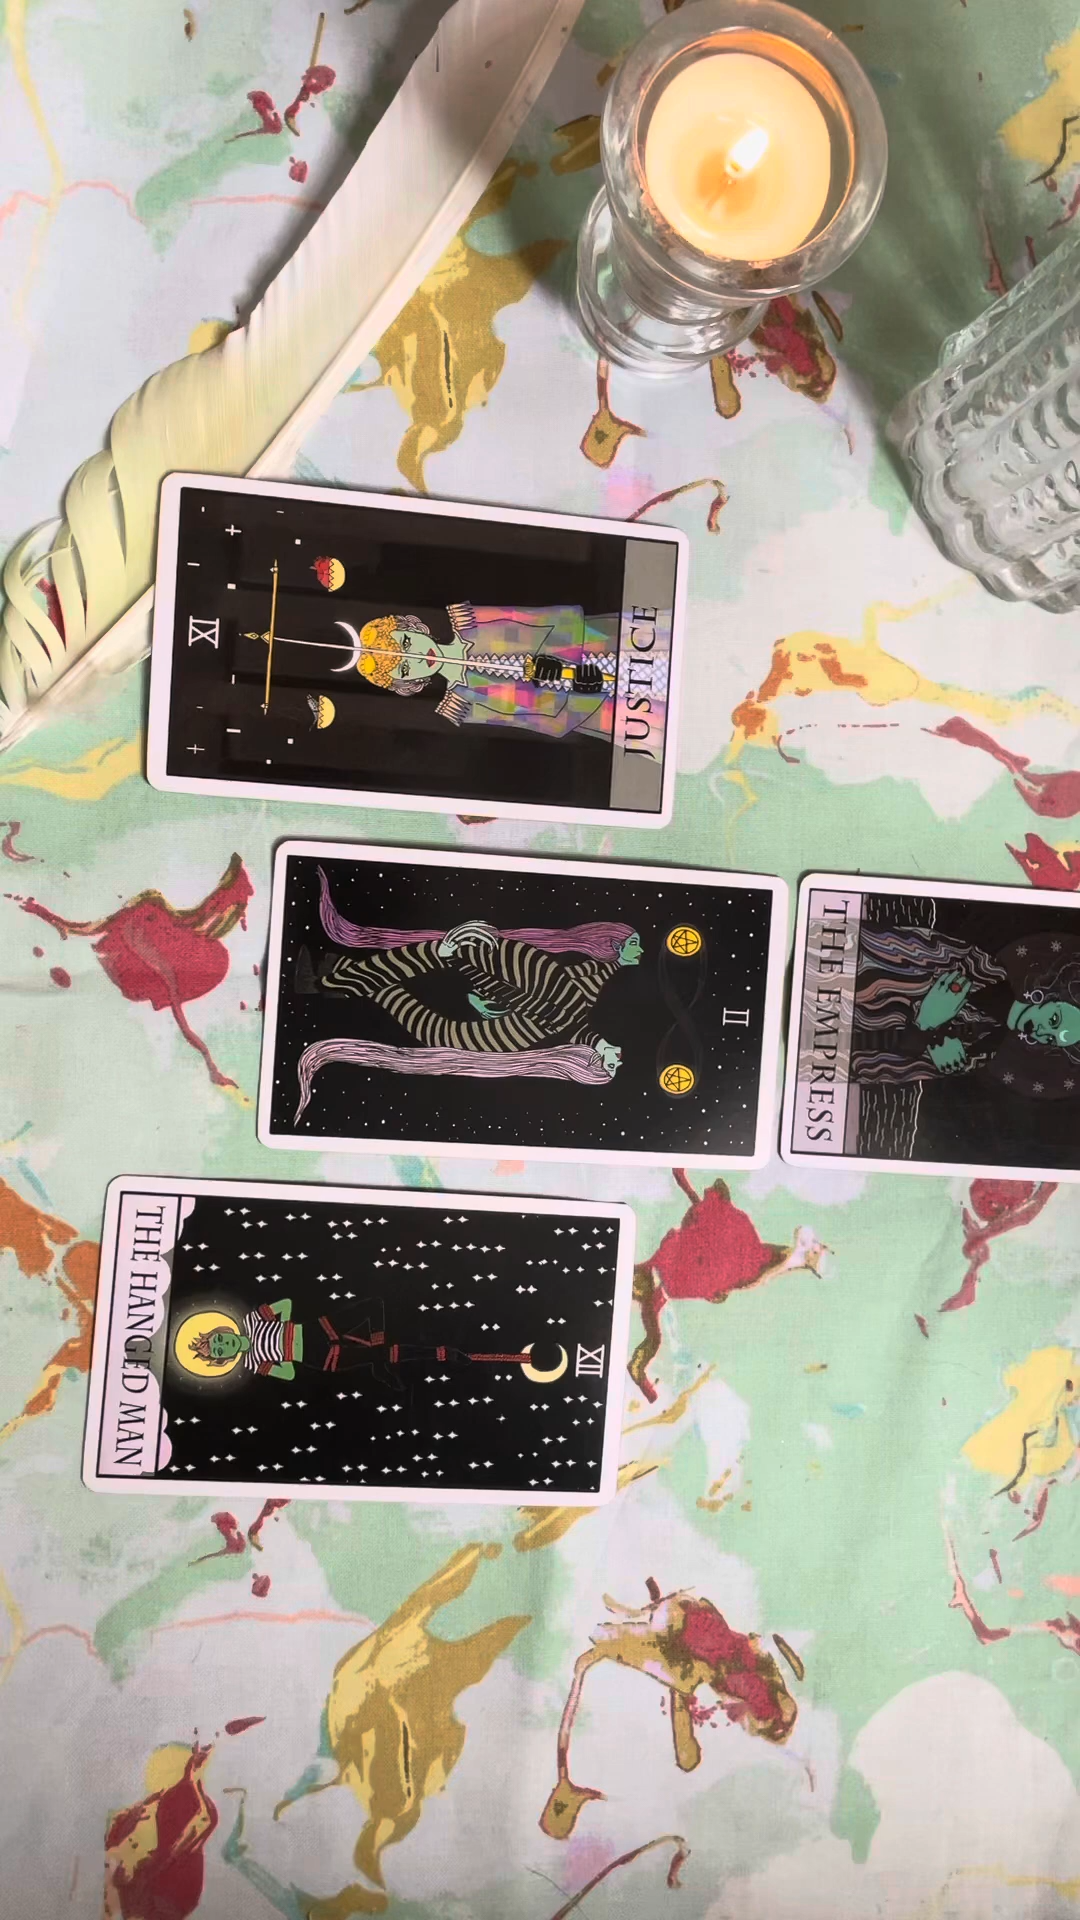 XI
JUSTICE
II
THE EMPRESS
XII
THE HANGED MAN